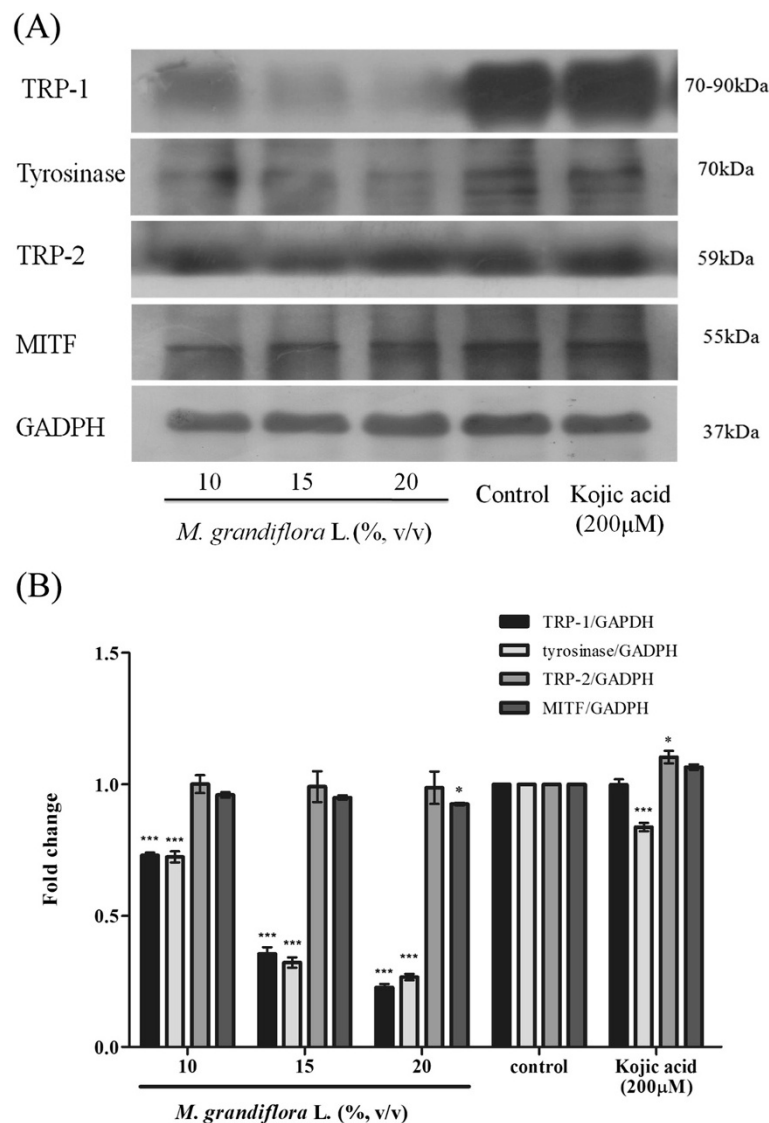 (A)
TRP-1 70-90kDa
Tyrosinase 70kDa
TRP-2 59kDa
MITF 55kDa
GADPH 37kDa
10 15 20 Control Kojic acid
M. grandiflora L.(%, v/v) (200µM)
(B)
TRP-1/GAPDH
tyrosinase/GADPH
TRP-2/GADPH
MITF/GADPH
1.5
1.0
0.5
0.0
Fold change
*** ***
*** ***
*** *** *
*** *
10 15 20 control Kojic acid
(200µM)
M. grandiflora L. (%, v/v)